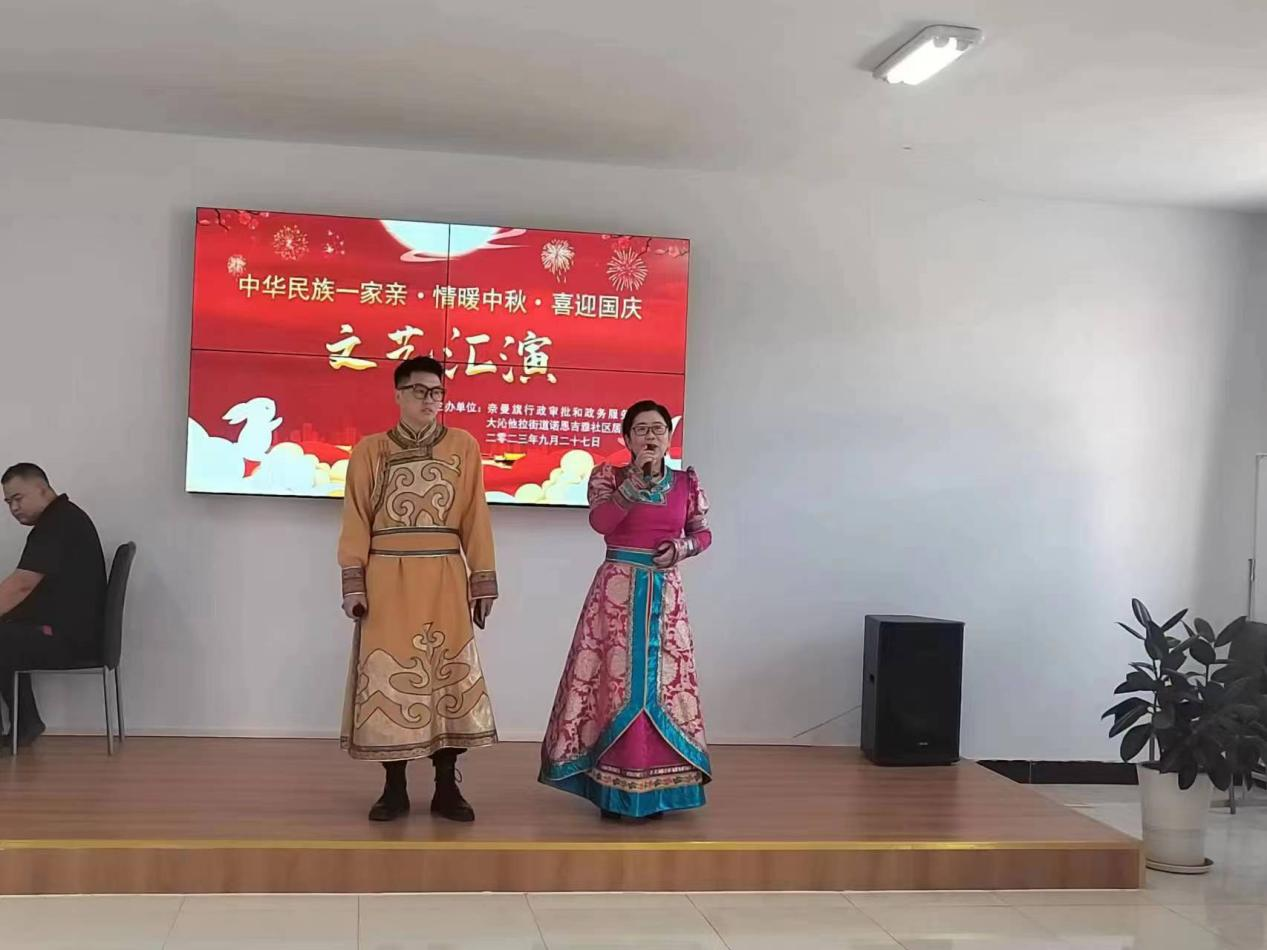 中华民族一家亲·情暖中秋·喜迎国庆
文艺汇演
办单位：奈曼旗行政审批和政务服务
大沁他拉街道诺恩吉雅社区居
二〇二三年九月二十七日